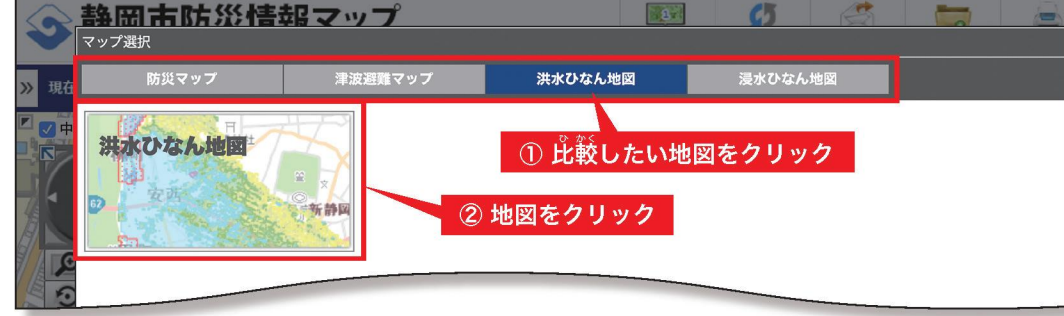 静岡市防災情報マップ
マップ選択
防災マップ
津波避難マップ
洪水ひなん地図
浸水ひなん地図
現在
中
洪水ひなん地図
安西
62
新静岡
ひかく
① 比較したい地図をクリック
② 地図をクリック